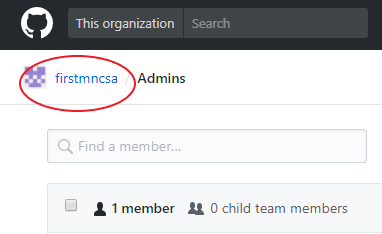 This organization Search
firstmncsa / Admins
Find a member...
1 member 0 child team members